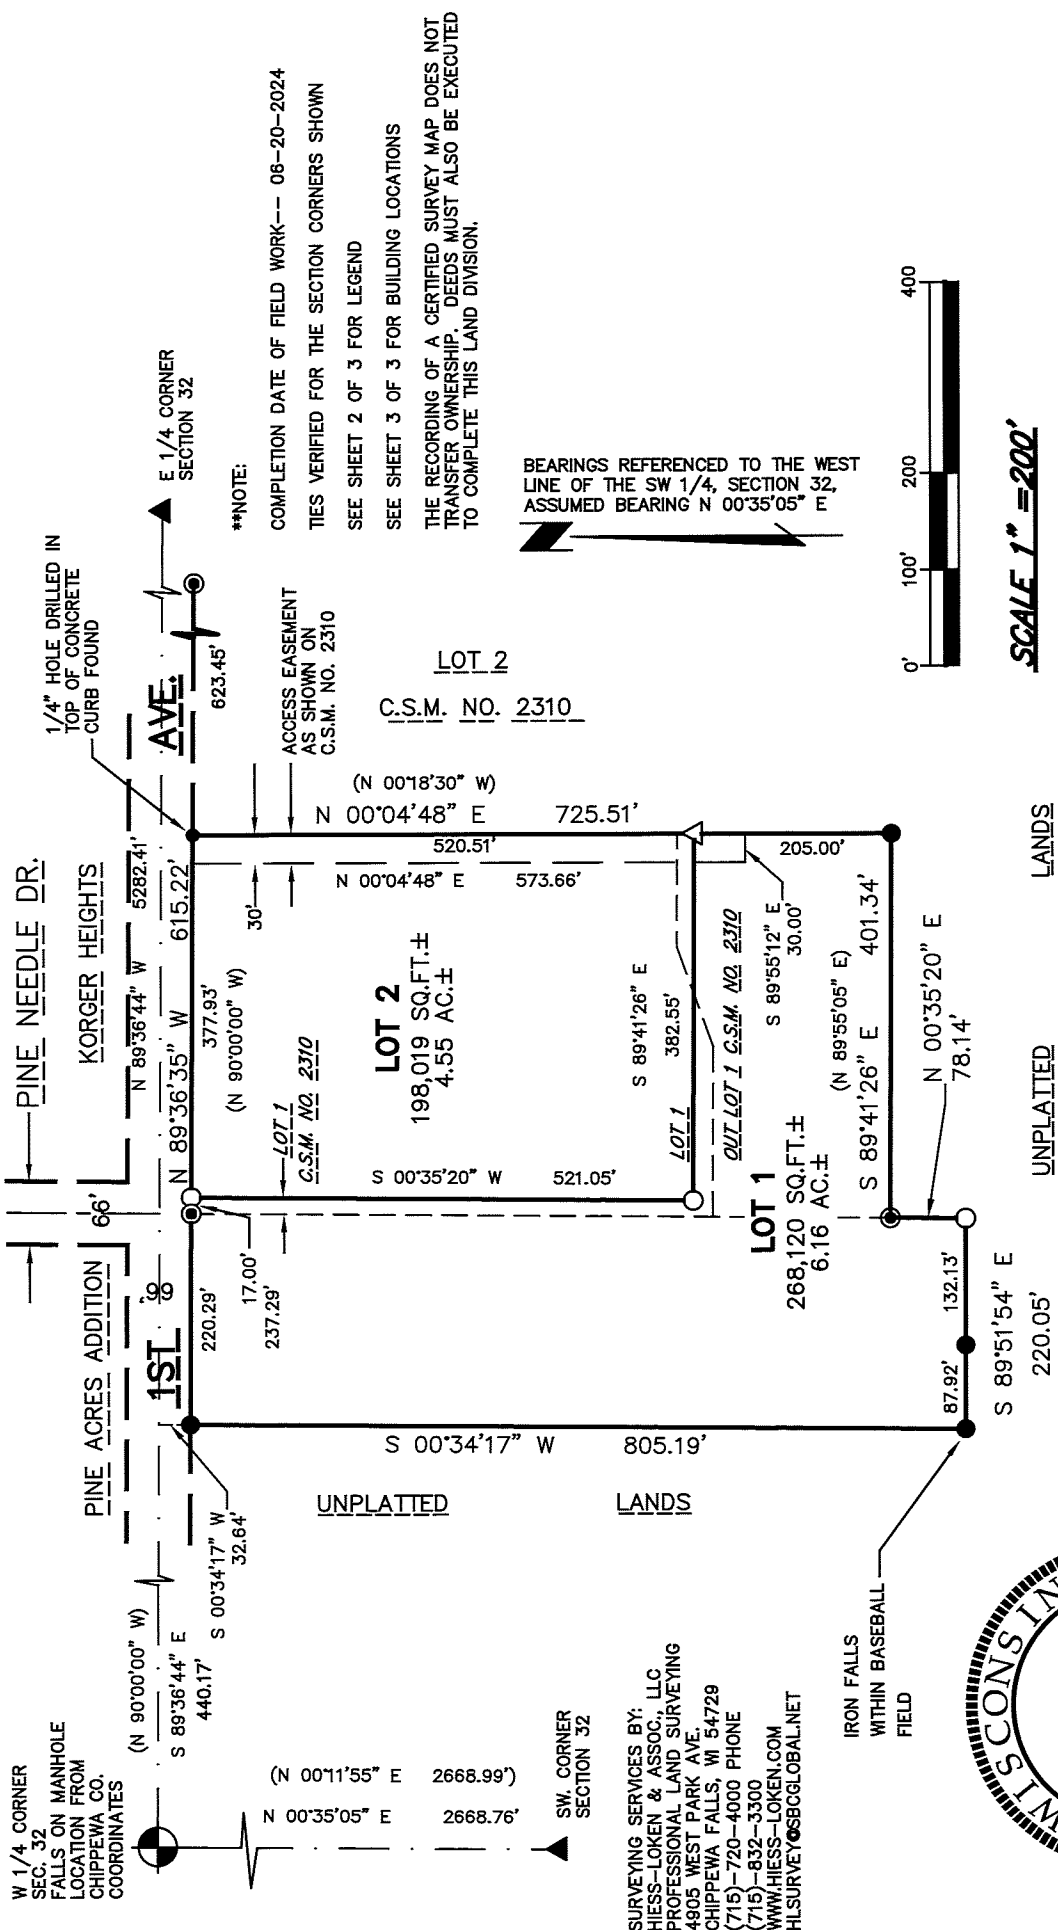 W 1/4 CORNER
SEC. 32
FALLS ON MANHOLE
LOCATION FROM
CHIPPEWA CO.
COORDINATES
(N 90°00'00" W)
S 89°36'44" E
440.17'
S 00°34'17" W
32.64'
PINE ACRES ADDITION
66'
PINE NEEDLE DR.
KORGER HEIGHTS
N 89°36'44" W 5282.41'
1ST
66'
AVE.
1/4" HOLE DRILLED IN
TOP OF CONCRETE
CURB FOUND
E 1/4 CORNER
SECTION 32
N 89°36'35" W 615.22'
220.29'
377.93'
623.45'
17.00'
237.29'
(N 90°00'00" W)
LOT 1
C.S.M. NO. 2310
30'
ACCESS EASEMENT
AS SHOWN ON
C.S.M. NO. 2310
**NOTE:
COMPLETION DATE OF FIELD WORK-- 06-20-2024
TIES VERIFIED FOR THE SECTION CORNERS SHOWN
SEE SHEET 2 OF 3 FOR LEGEND
SEE SHEET 3 OF 3 FOR BUILDING LOCATIONS
THE RECORDING OF A CERTIFIED SURVEY MAP DOES NOT
TRANSFER OWNERSHIP. DEEDS MUST ALSO BE EXECUTED
TO COMPLETE THIS LAND DIVISION.
(N 00°11'55" E 2668.99')
N 00°35'05" E 2668.76'
SW. CORNER
SECTION 32
UNPLATTED LANDS
S 00°34'17" W 805.19'
S 00°35'20" W 521.05'
LOT 2
198,019 SQ.FT.±
4.55 AC.±
(N 00°18'30" W)
N 00°04'48" E 725.51'
520.51'
N 00°04'48" E 573.66'
LOT 2
C.S.M. NO. 2310
BEARINGS REFERENCED TO THE WEST
LINE OF THE SW 1/4, SECTION 32,
ASSUMED BEARING N 00°35'05" E
S 89°41'26" E
382.55'
LOT 1
OUT LOT 1 C.S.M. NO. 2310
S 89°55'12" E
30.00'
205.00'
LOT 1
268,120 SQ.FT.±
6.16 AC.±
(N 89°55'05" E)
S 89°41'26" E 401.34'
N 00°35'20" E
78.14'
87.92'
132.13'
S 89°51'54" E
220.05'
UNPLATTED LANDS
IRON FALLS
WITHIN BASEBALL
FIELD
SURVEYING SERVICES BY:
HIESS-LOKEN & ASSOC., LLC
PROFESSIONAL LAND SURVEYING
4905 WEST PARK AVE.
CHIPPEWA FALLS, WI 54729
(715)-720-4000 PHONE
(715)-832-3300
WWW.HIESS-LOKEN.COM
HLSURVEY@SBCGLOBAL.NET
0' 100' 200 400
SCALE 1"=200'
WISCONSIN